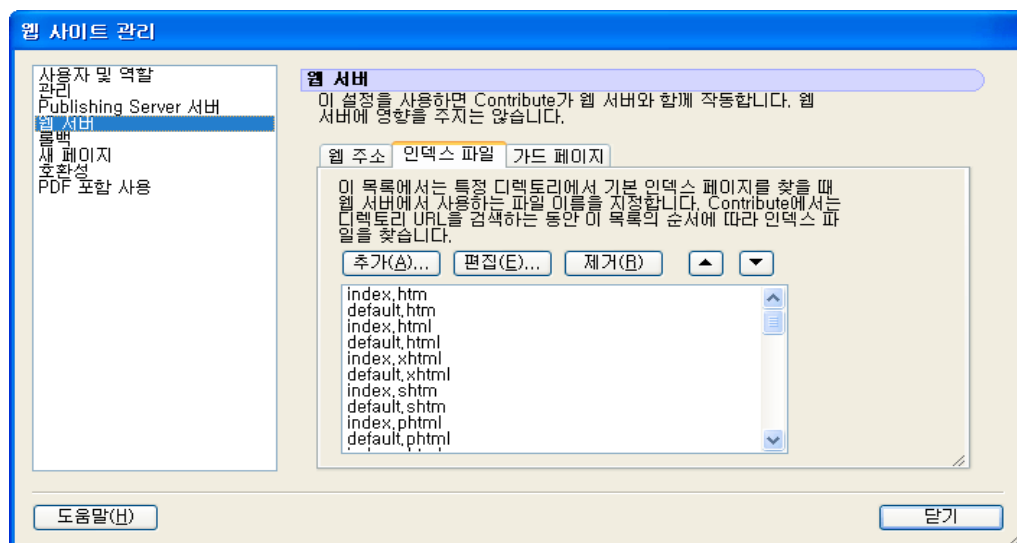 웹 사이트 관리
사용자 및 역할
관리
Publishing Server 서버
웹 서버
롤백
새 페이지
호환성
PDF 포함 사용
웹 서버
이 설정을 사용하면 Contribute가 웹 서버와 함께 작동합니다. 웹
서버에 영향을 주지는 않습니다.
웹 주소 인덱스 파일 가드 페이지
이 목록에서는 특정 디렉토리에서 기본 인덱스 페이지를 찾을 때
웹 서버에서 사용하는 파일 이름을 지정합니다. Contribute에서는
디렉토리 URL을 검색하는 동안 이 목록의 순서에 따라 인덱스 파
일을 찾습니다.
추가(A)... 편집(E)... 제거(R)
index.htm
default.htm
index.html
default.html
index.xhtml
default.xhtml
index.shtm
default.shtm
index.phtml
default.phtml
도움말(H) 닫기